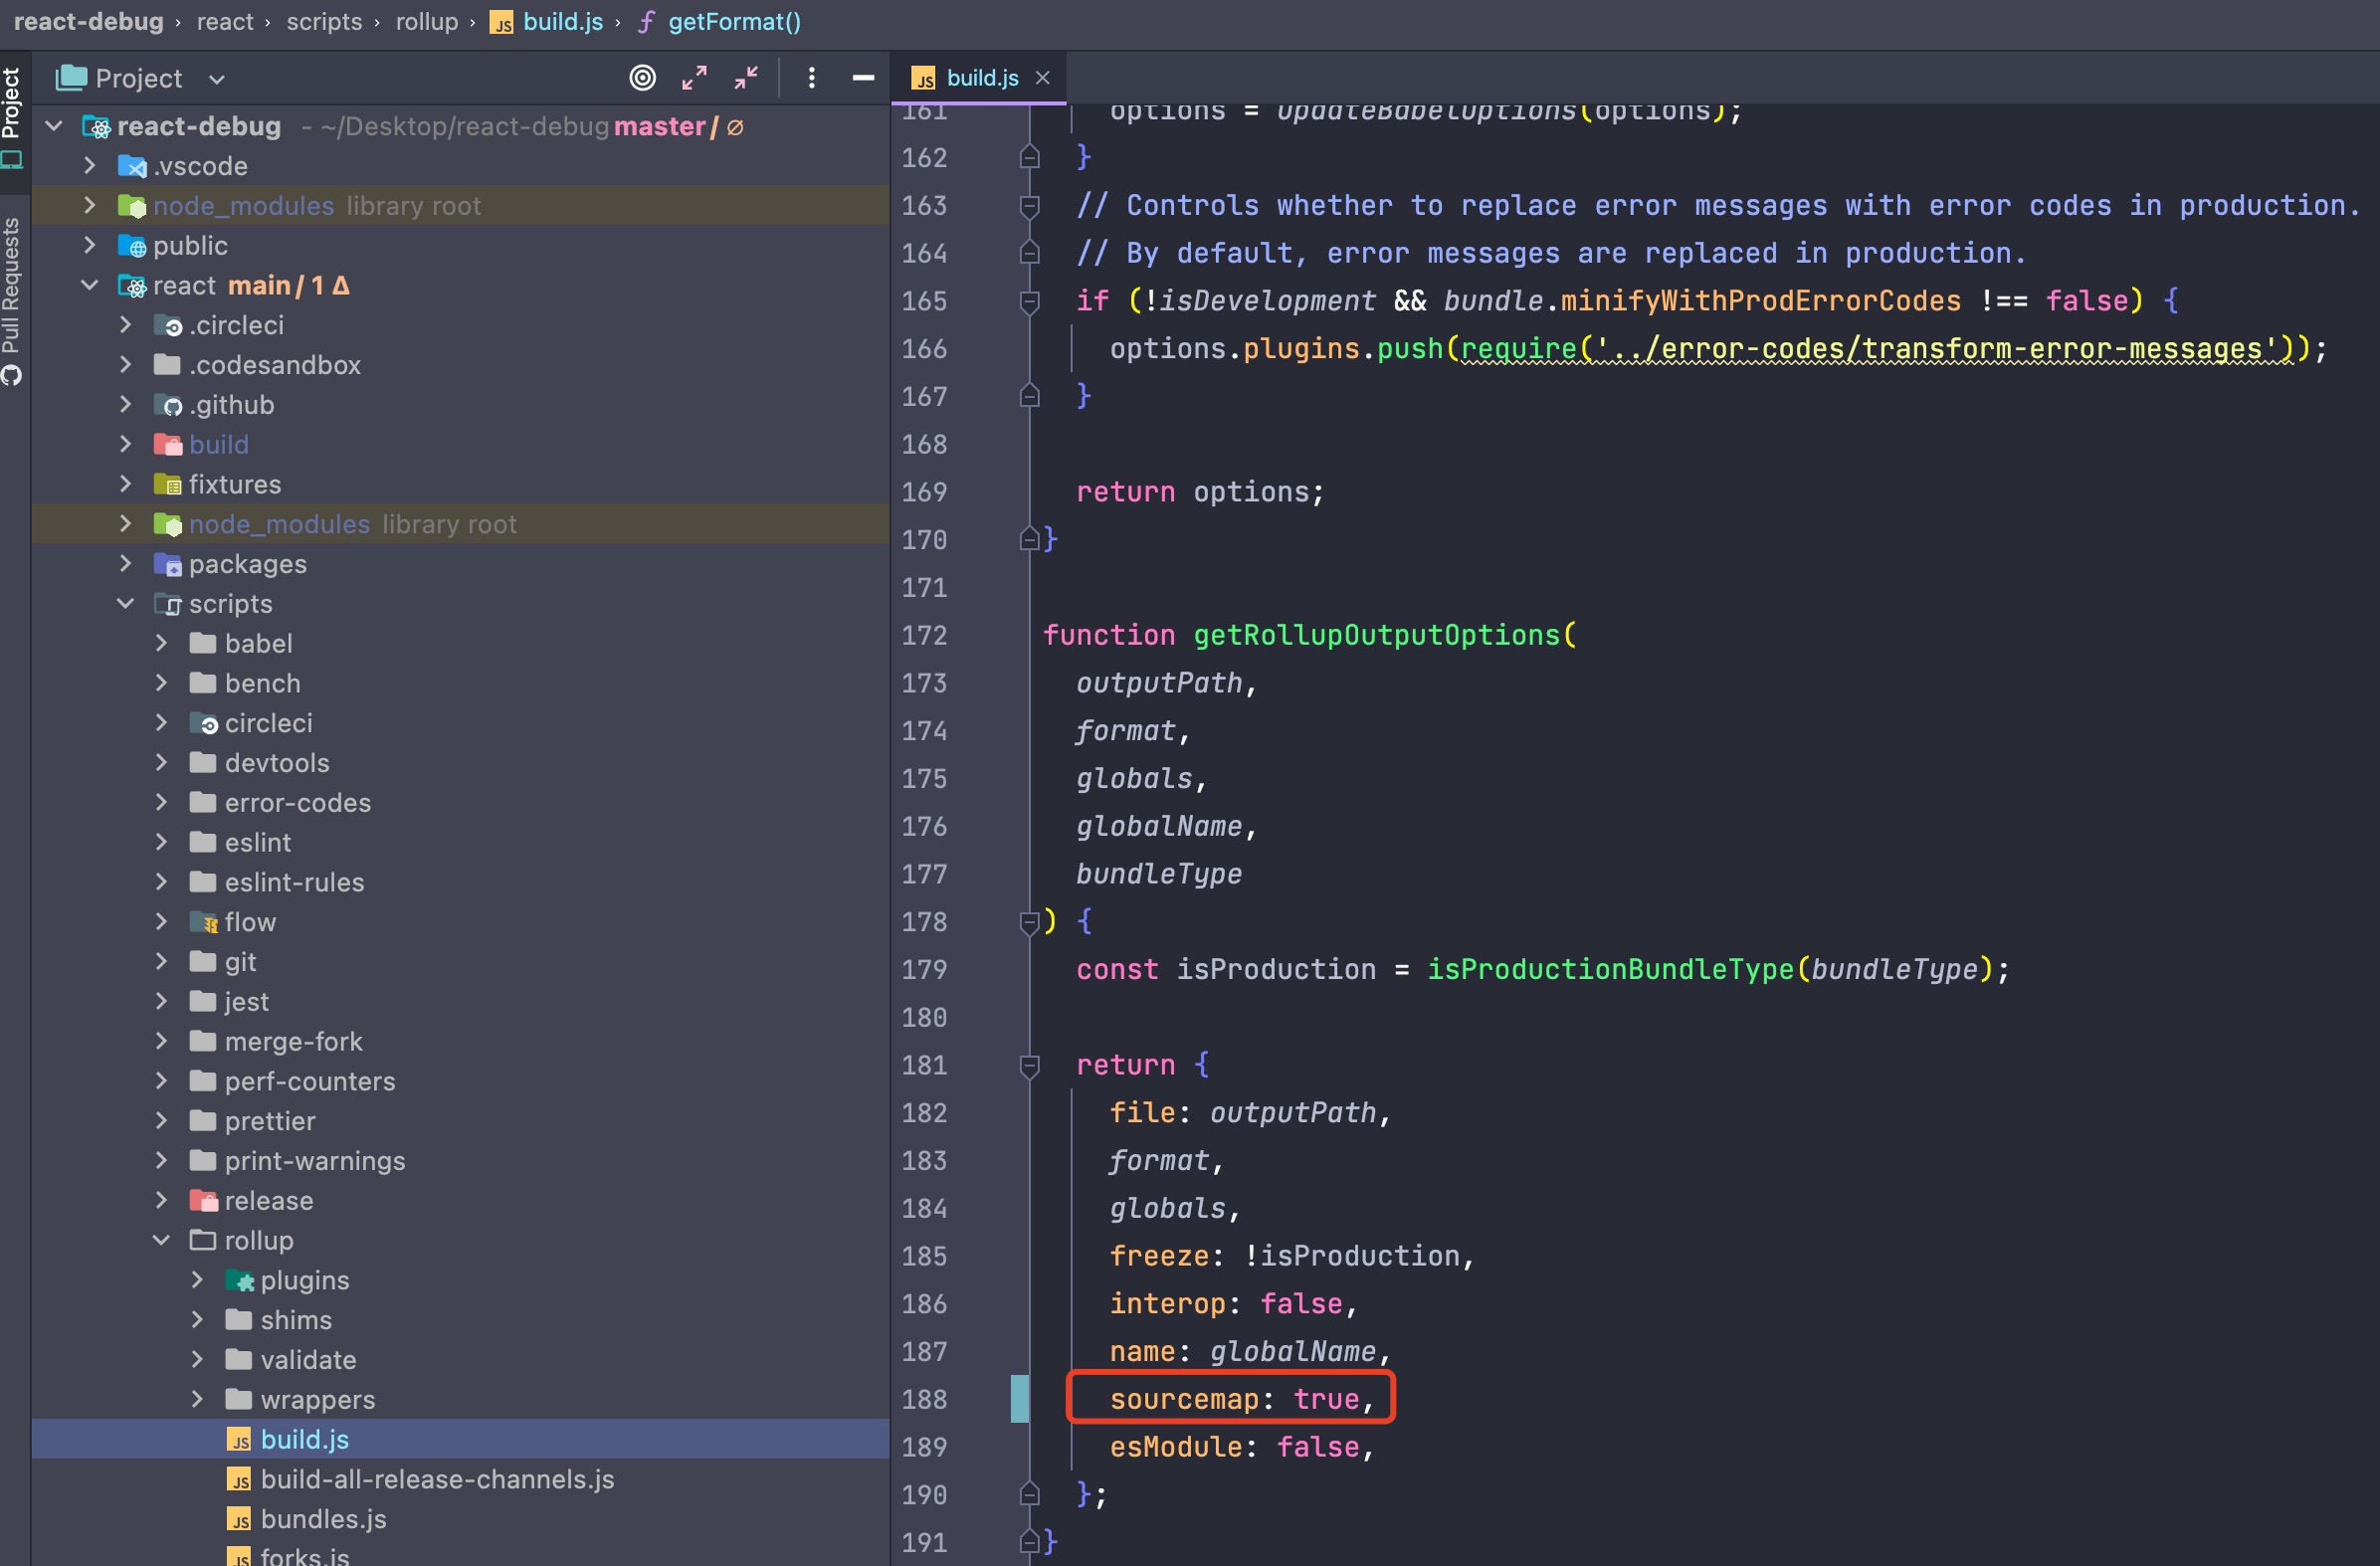 react-debug › react › scripts › rollup › build.js › getFormat()
Project
Pull Requests
Project
react-debug - ~/Desktop/react-debug master / ∅
.vscode
node_modules library root
public
react main / 1 Δ
.circleci
.codesandbox
.github
build
fixtures
node_modules library root
packages
scripts
babel
bench
circleci
devtools
error-codes
eslint
eslint-rules
flow
git
jest
merge-fork
perf-counters
prettier
print-warnings
release
rollup
plugins
shims
validate
wrappers
build.js
build-all-release-channels.js
bundles.js
forks.js
build.js
161 options = updateBabelOptions(options);
162 }
163 // Controls whether to replace error messages with error codes in production.
164 // By default, error messages are replaced in production.
165 if (!isDevelopment && bundle.minifyWithProdErrorCodes !== false) {
166 options.plugins.push(require('../error-codes/transform-error-messages'));
167 }
168
169 return options;
170 }
171
172 function getRollupOutputOptions(
173 outputPath,
174 format,
175 globals,
176 globalName,
177 bundleType
178 ) {
179 const isProduction = isProductionBundleType(bundleType);
180
181 return {
182 file: outputPath,
183 format,
184 globals,
185 freeze: !isProduction,
186 interop: false,
187 name: globalName,
188 sourcemap: true,
189 esModule: false,
190 };
191 }